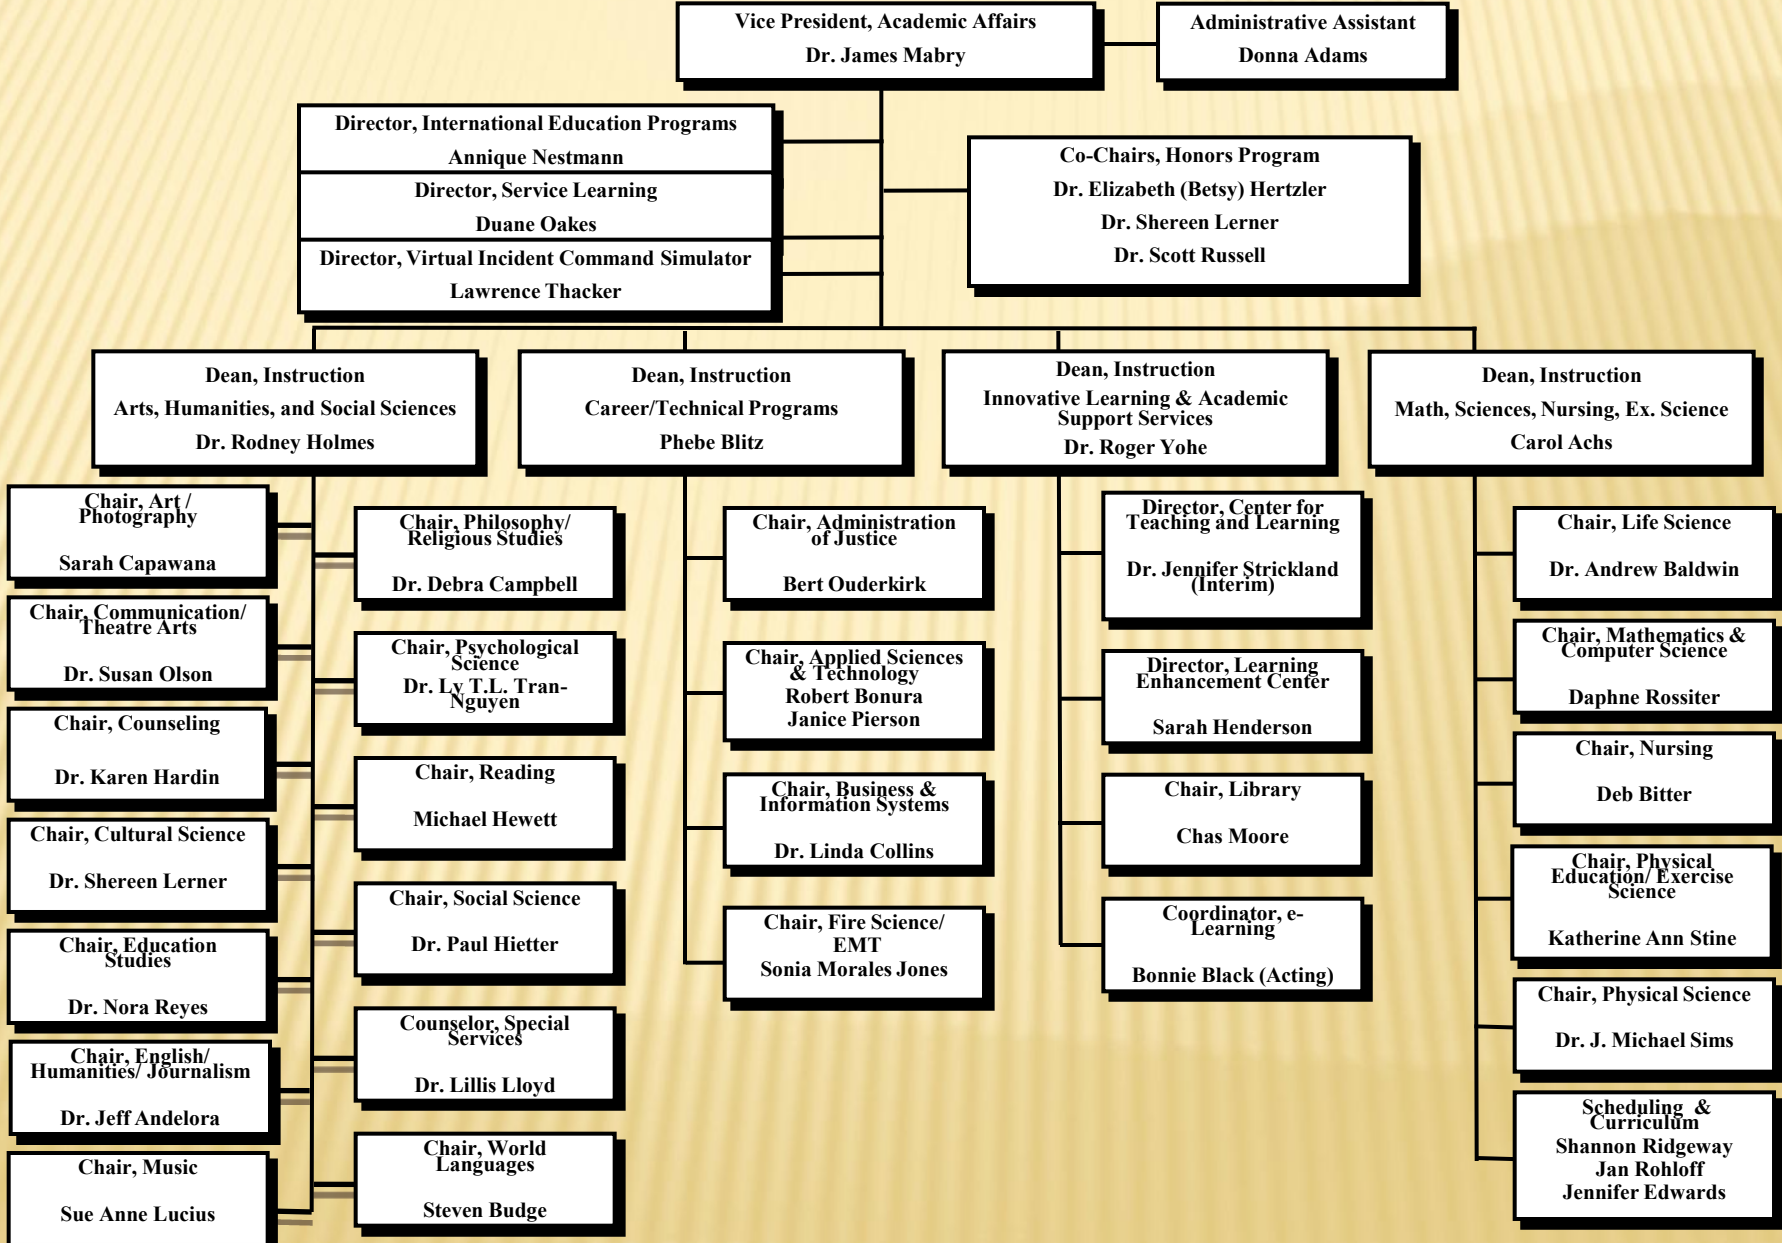 Vice President, Academic Affairs
Dr. James Mabry
Administrative Assistant
Donna Adams
Director, International Education Programs
Annique Nestmann
Director, Service Learning
Duane Oakes
Director, Virtual Incident Command Simulator
Lawrence Thacker
Co-Chairs, Honors Program
Dr. Elizabeth (Betsy) Hertzler
Dr. Shereen Lerner
Dr. Scott Russell
Dean, Instruction
Arts, Humanities, and Social Sciences
Dr. Rodney Holmes
Dean, Instruction
Career/Technical Programs
Phebe Blitz
Dean, Instruction
Innovative Learning & Academic
Support Services
Dr. Roger Yohe
Dean, Instruction
Math, Sciences, Nursing, Ex. Science
Carol Achs
Chair, Art /
Photography
Sarah Capawana
Chair, Communication/
Theatre Arts
Dr. Susan Olson
Chair, Counseling
Dr. Karen Hardin
Chair, Cultural Science
Dr. Shereen Lerner
Chair, Education
Studies
Dr. Nora Reyes
Chair, English/
Humanities/ Journalism
Dr. Jeff Andelora
Chair, Music
Sue Anne Lucius
Chair, Philosophy/
Religious Studies
Dr. Debra Campbell
Chair, Psychological
Science
Dr. Ly T.L. Tran-
Nguyen
Chair, Reading
Michael Hewett
Chair, Social Science
Dr. Paul Hietter
Counselor, Special
Services
Dr. Lillis Lloyd
Chair, World
Languages
Steven Budge
Chair, Administration
of Justice
Bert Ouderkirk
Chair, Applied Sciences
& Technology
Robert Bonura
Janice Pierson
Chair, Business &
Information Systems
Dr. Linda Collins
Chair, Fire Science/
EMT
Sonia Morales Jones
Director, Center for
Teaching and Learning
Dr. Jennifer Strickland
(Interim)
Director, Learning
Enhancement Center
Sarah Henderson
Chair, Library
Chas Moore
Coordinator, e-
Learning
Bonnie Black (Acting)
Chair, Life Science
Dr. Andrew Baldwin
Chair, Mathematics &
Computer Science
Daphne Rossiter
Chair, Nursing
Deb Bitter
Chair, Physical
Education/ Exercise
Science
Katherine Ann Stine
Chair, Physical Science
Dr. J. Michael Sims
Scheduling &
Curriculum
Shannon Ridgeway
Jan Rohloff
Jennifer Edwards